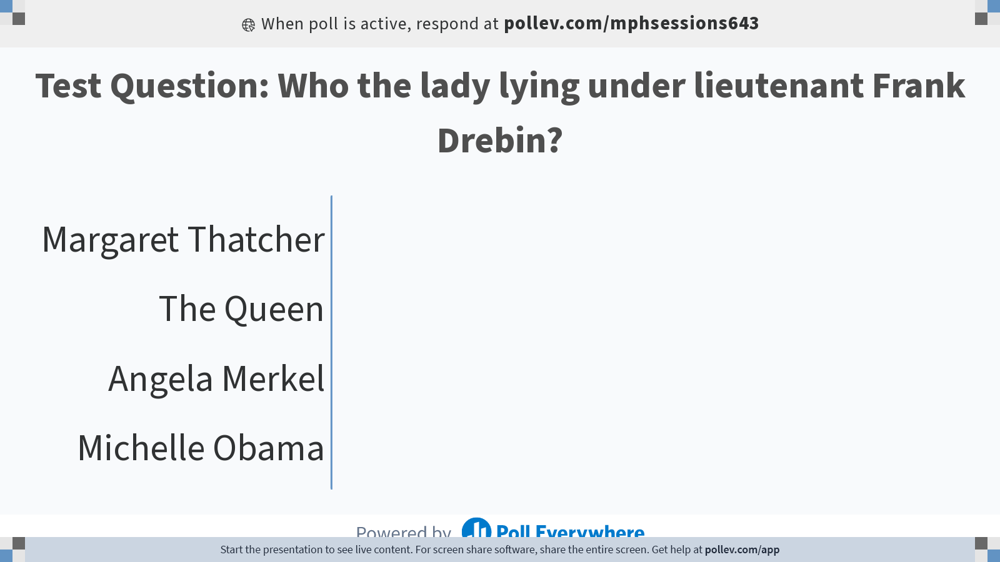 When poll is active, respond at pollev.com/mphsessions643
Test Question: Who the lady lying under lieutenant Frank
Drebin?
Margaret Thatcher
The Queen
Angela Merkel
Michelle Obama
Powered by Poll Everywhere
Start the presentation to see live content. For screen share software, share the entire screen. Get help at pollev.com/app